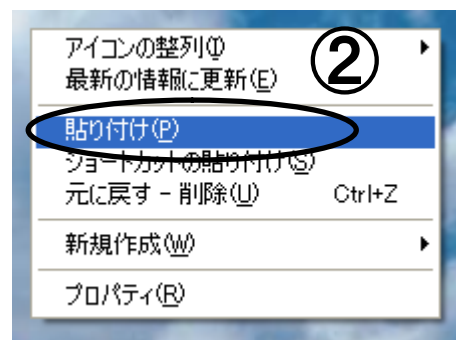 アイコンの整列(I)
②
最新の情報に更新(E)
貼り付け(P)
ショートカットの貼り付け(S)
元に戻す - 削除(U) Ctrl+Z
新規作成(W)
プロパティ(R)